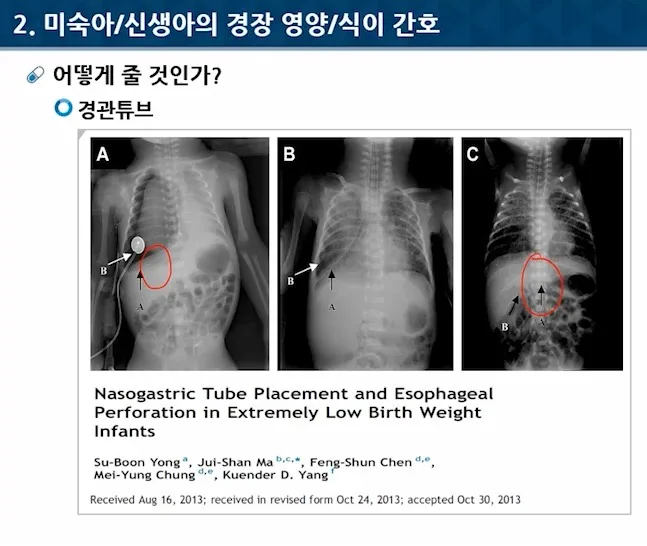 2. 미숙아/신생아의 경장 영양/식이 간호
어떻게 줄 것인가?
경관튜브
A
B
C
B
A
B
A
B
A
Nasogastric Tube Placement and Esophageal
Perforation in Extremely Low Birth Weight
Infants
Su-Boon Yong a, Jui-Shan Ma b,c,*, Feng-Shun Chen d,e,
Mei-Yung Chung d,e, Kuender D. Yang f
Received Aug 16, 2013; received in revised form Oct 24, 2013; accepted Oct 30, 2013